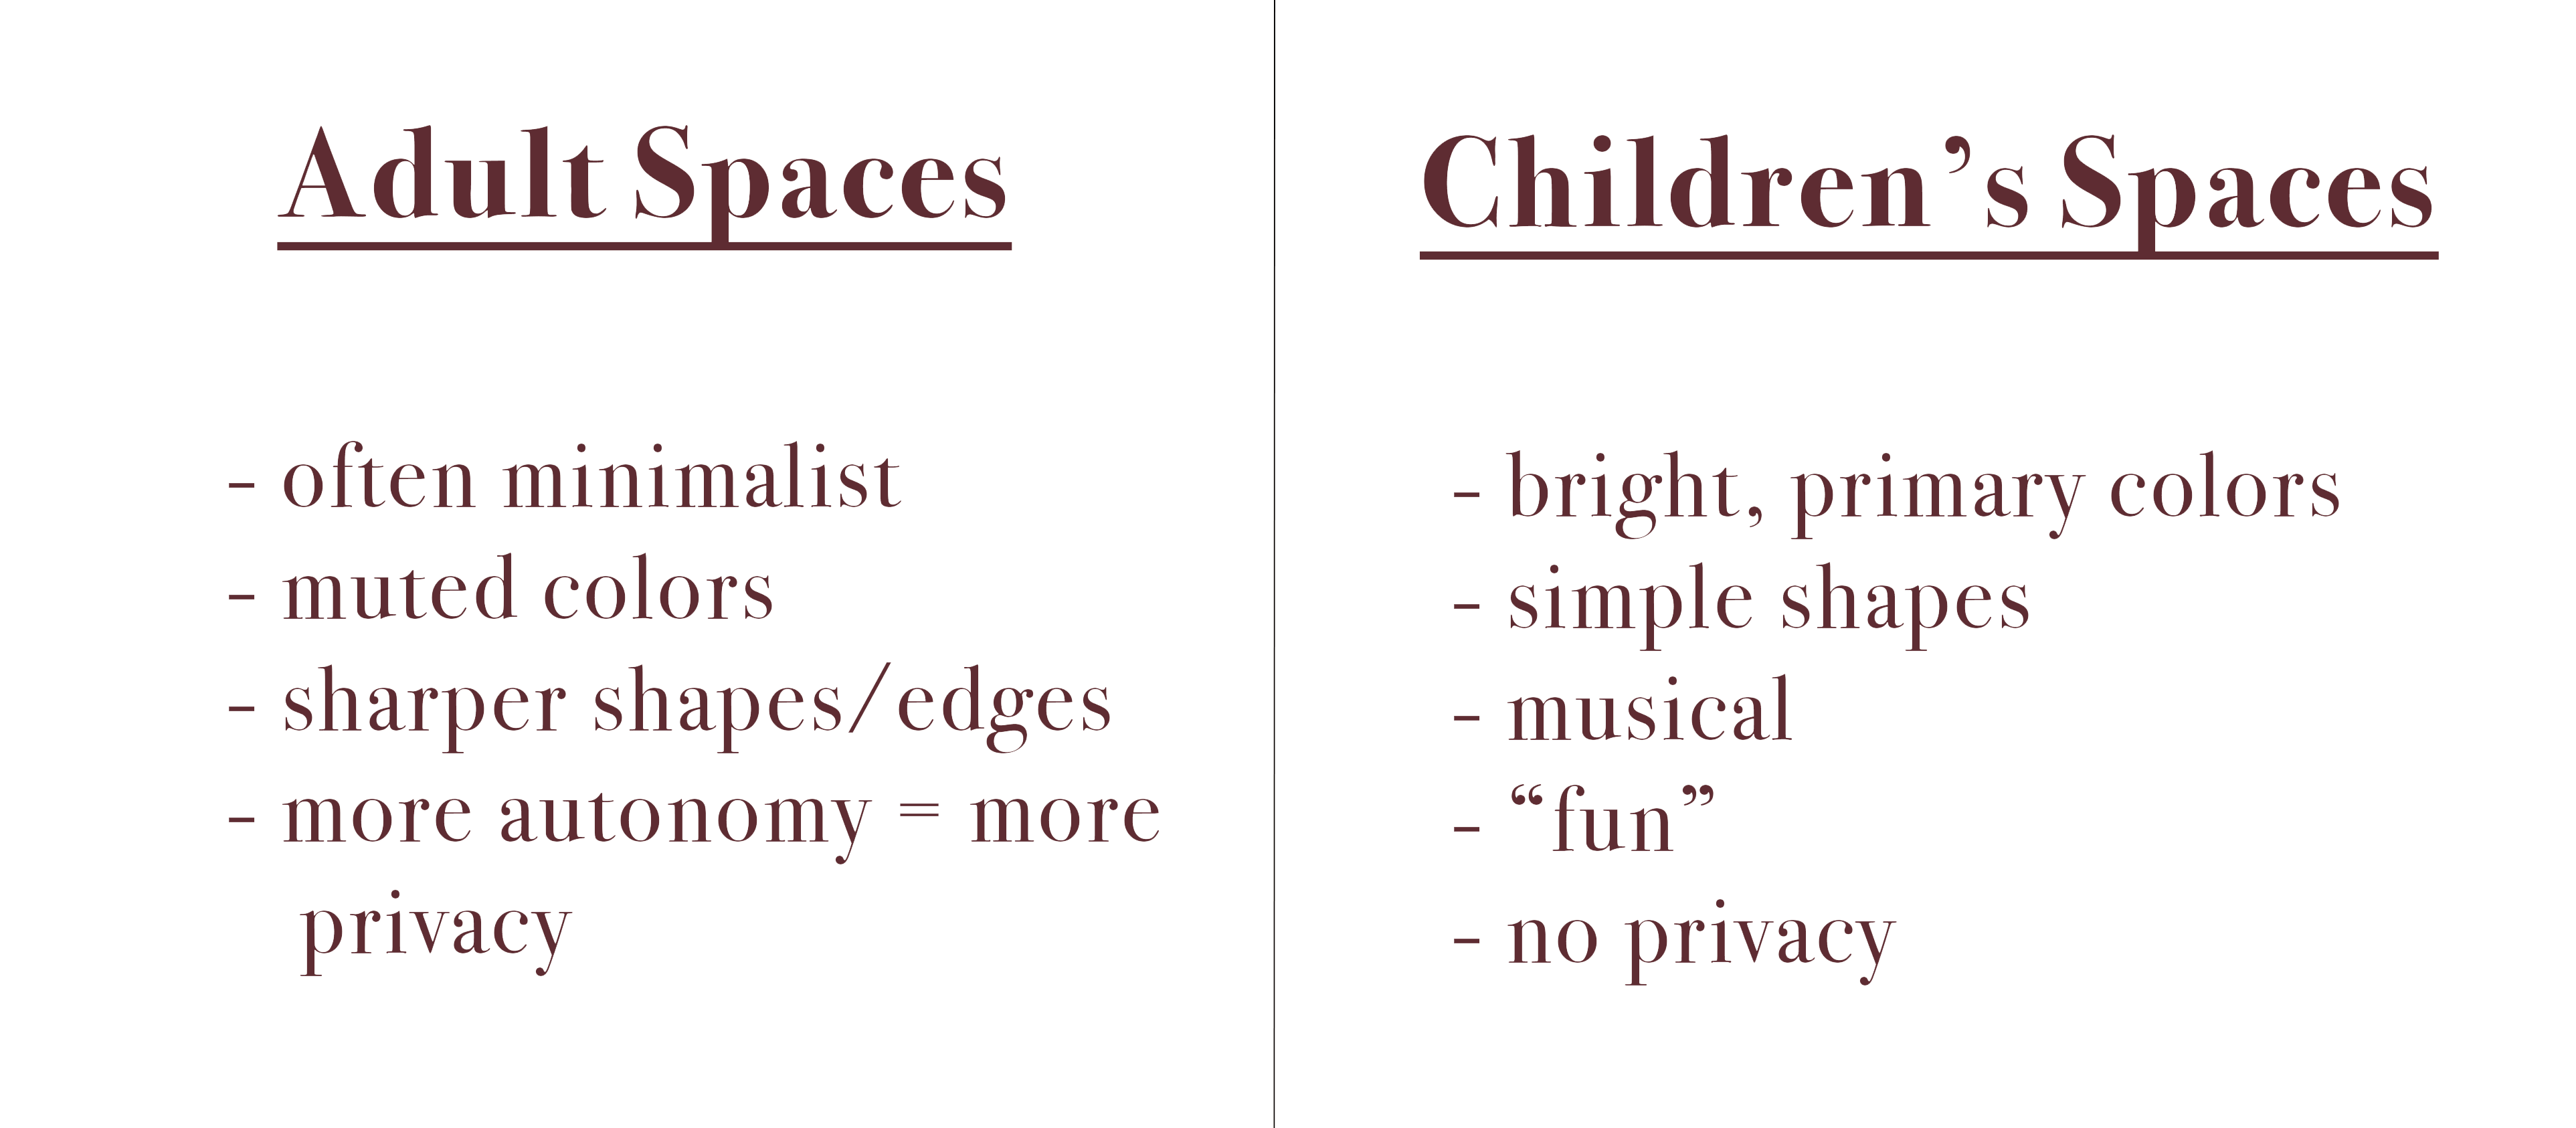 Adult Spaces
- often minimalist
- muted colors
- sharper shapes/edges
- more autonomy = more
privacy
Children’s Spaces
- bright, primary colors
- simple shapes
- musical
- “fun”
- no privacy